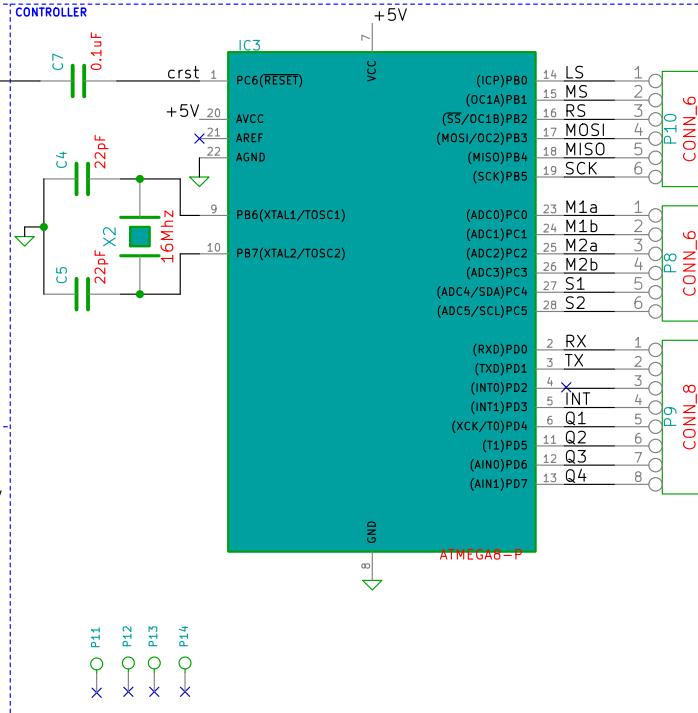 CONTROLLER
+5V
C7
0.1uF
IC3
7
VCC
crst 1 PC6(RESET)
+5V 20 AVCC
21 AREF
22 AGND
C4
22pF
9 PB6(XTAL1/TOSC1)
X2
16Mhz
10 PB7(XTAL2/TOSC2)
C5
22pF
(ICP)PB0 14 LS 1
(OC1A)PB1 15 MS 2
(SS/OC1B)PB2 16 RS 3
(MOSI/OC2)PB3 17 MOSI 4
(MISO)PB4 18 MISO 5
(SCK)PB5 19 SCK 6
P10
CONN_6
(ADC0)PC0 23 M1a 1
(ADC1)PC1 24 M1b 2
(ADC2)PC2 25 M2a 3
(ADC3)PC3 26 M2b 4
(ADC4/SDA)PC4 27 S1 5
(ADC5/SCL)PC5 28 S2 6
P8
CONN_6
(RXD)PD0 2 RX 1
(TXD)PD1 3 TX 2
(INT0)PD2 4 3
(INT1)PD3 5 INT 4
(XCK/T0)PD4 6 Q1 5
(T1)PD5 11 Q2 6
(AIN0)PD6 12 Q3 7
(AIN1)PD7 13 Q4 8
P9
CONN_8
GND
8
ATMEGA8-P
P11
P12
P13
P14